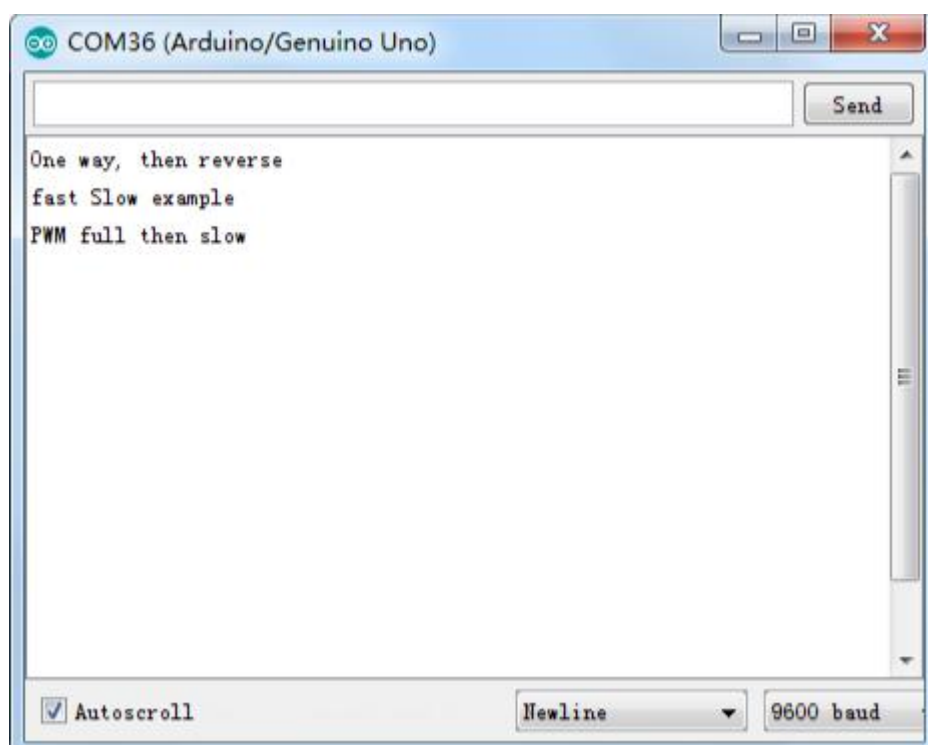 COM36 (Arduino/Genuino Uno)
Send
One way, then reverse
fast Slow example
PWM full then slow
Autoscroll
Newline
9600 baud